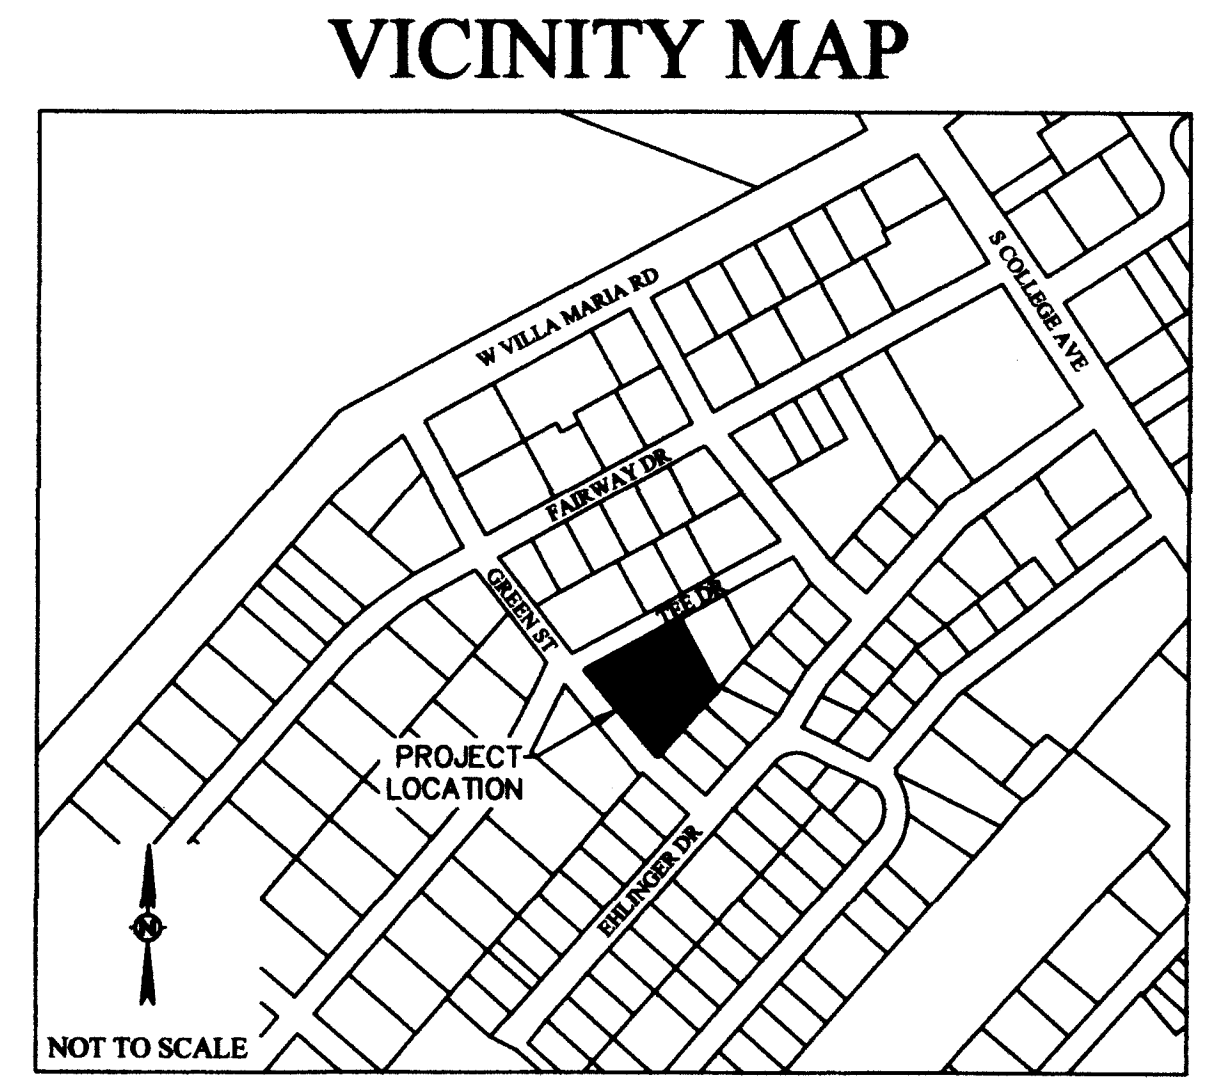 VICINITY MAP
W VILLA MARIA RD
S COLLEGE AVE
FAIRWAY DR
GREEN ST
TEE DR
PROJECT
LOCATION
EHLINGER DR
N
NOT TO SCALE